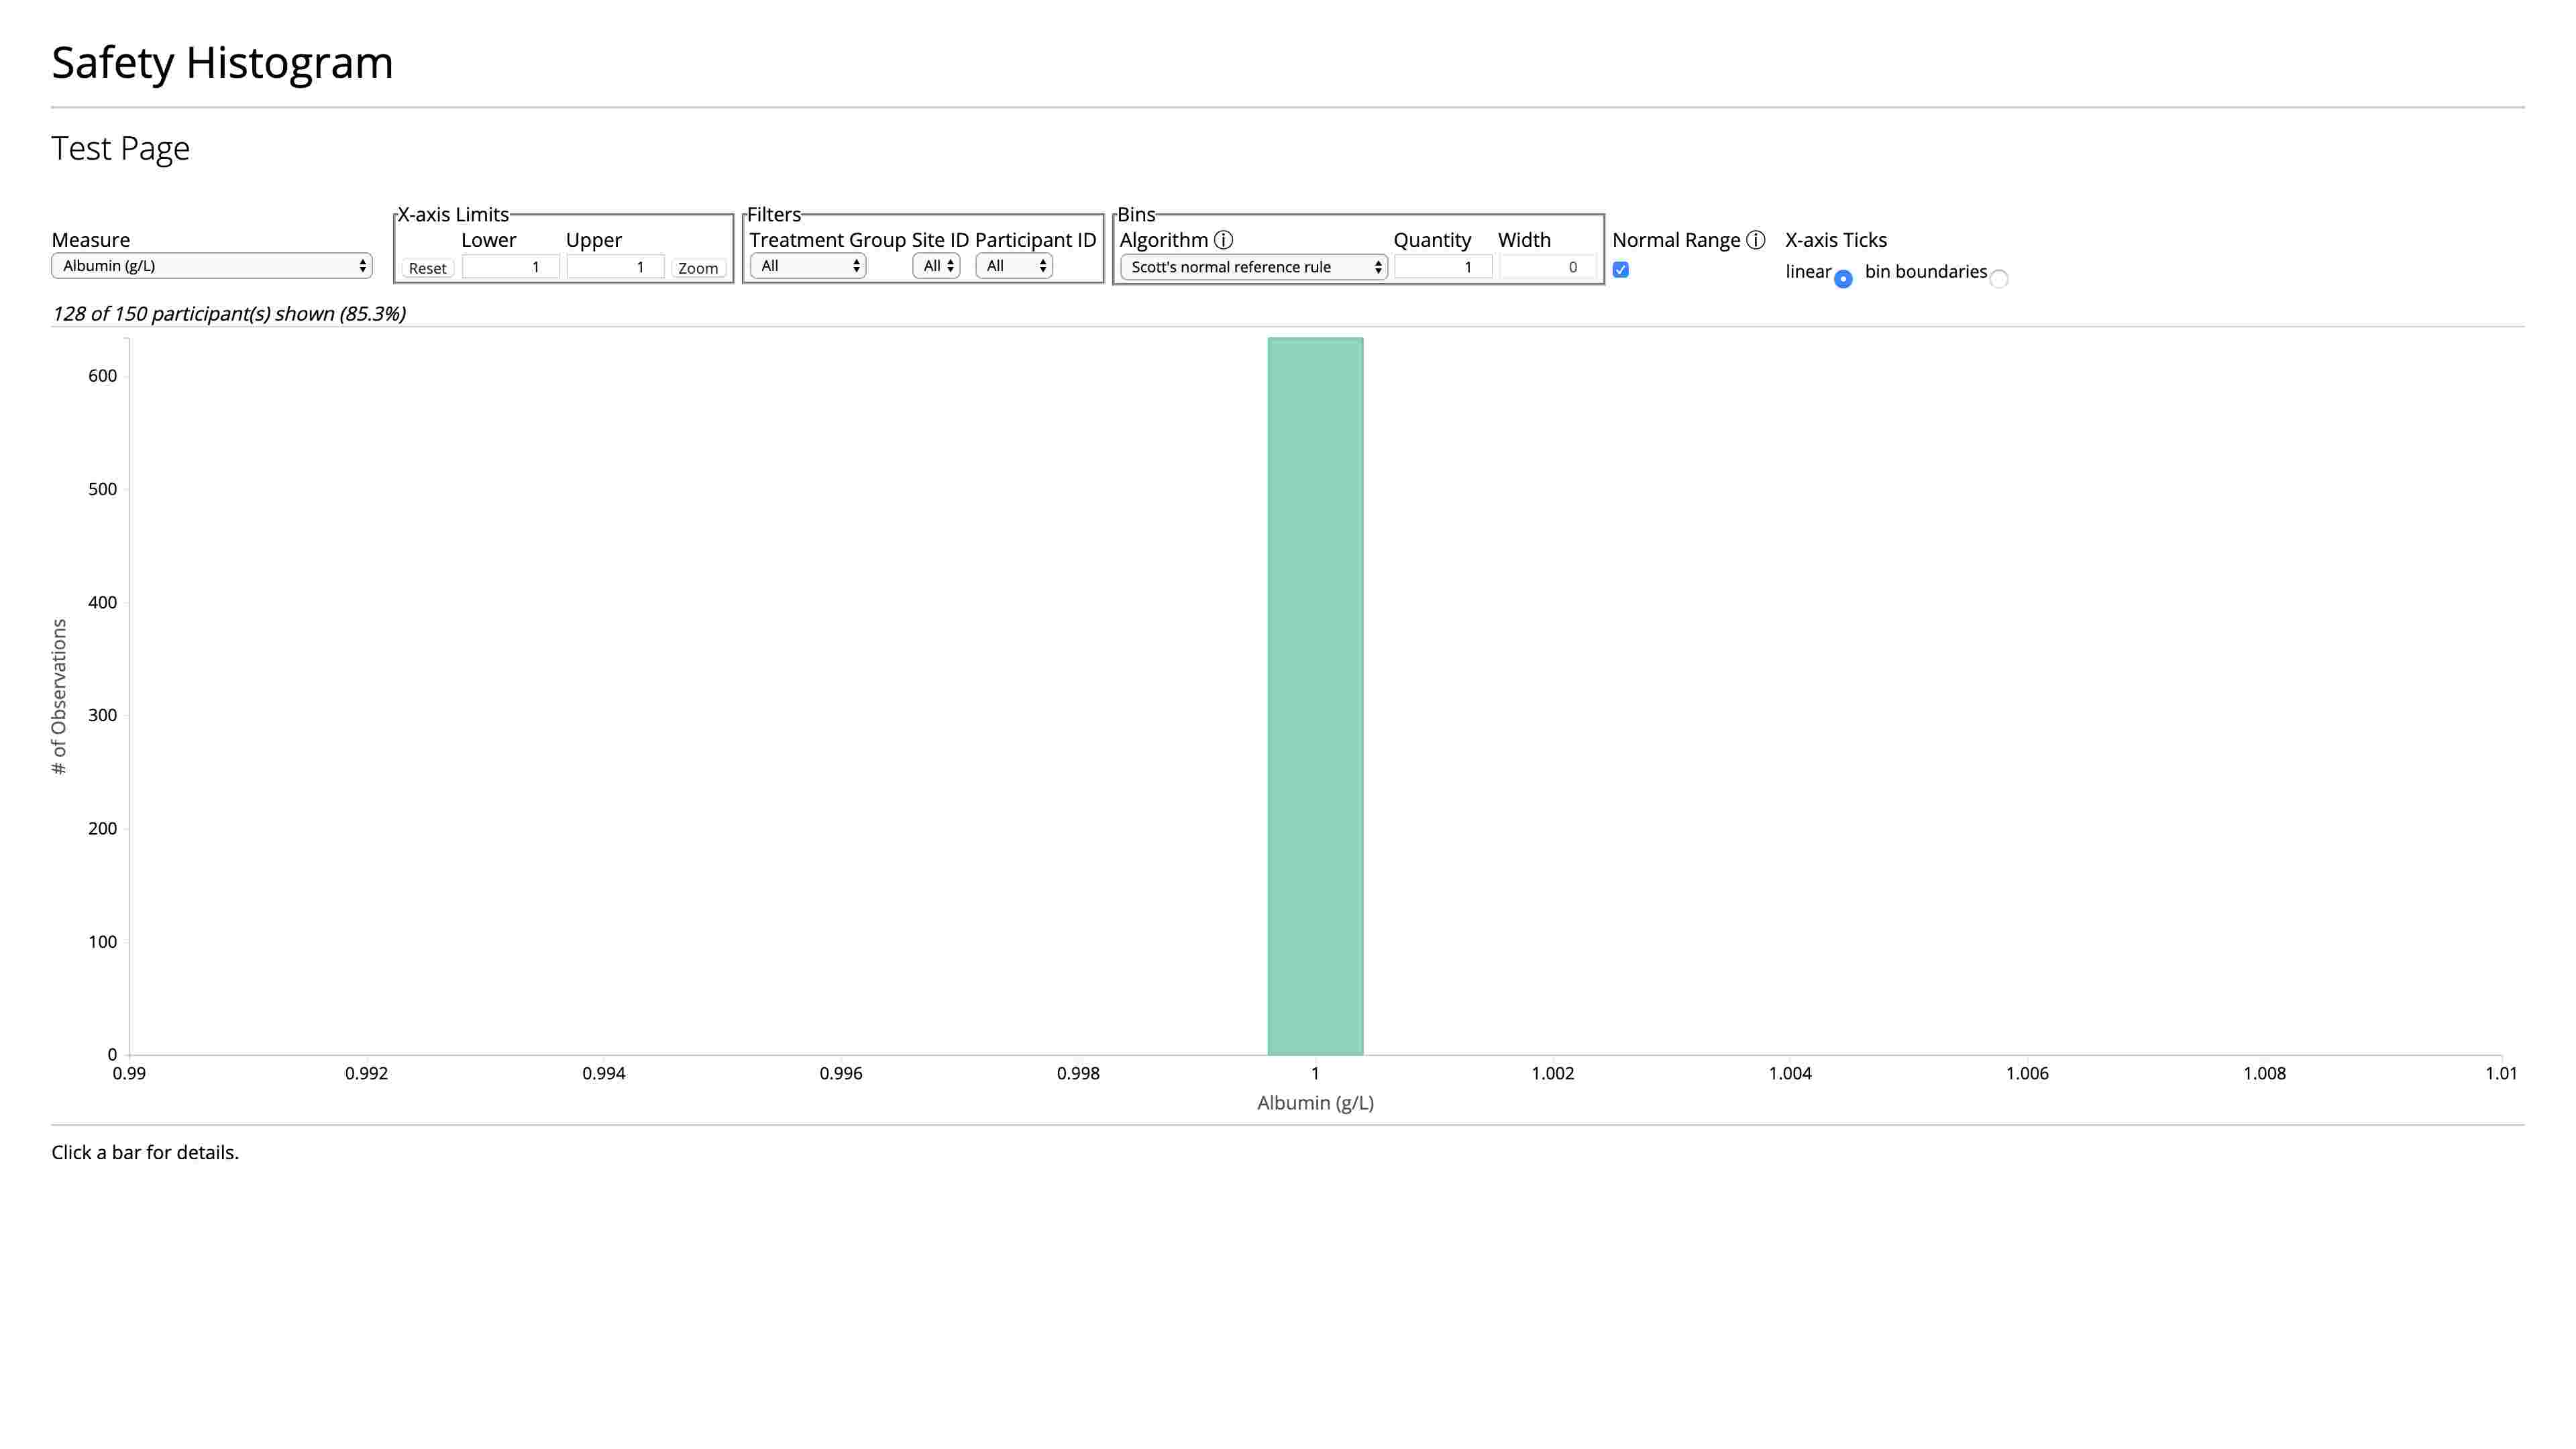 Safety Histogram
Test Page
Measure
Albumin (g/L)
X-axis Limits
Lower Upper
Reset 1 1 Zoom
Filters
Treatment Group Site ID Participant ID
All All All
Bins
Algorithm ⓘ Quantity Width
Scott's normal reference rule 1 0
Normal Range ⓘ
X-axis Ticks
linear bin boundaries
128 of 150 participant(s) shown (85.3%)
# of Observations
600
500
400
300
200
100
0
0.99 0.992 0.994 0.996 0.998 1 1.002 1.004 1.006 1.008 1.01
Albumin (g/L)
Click a bar for details.